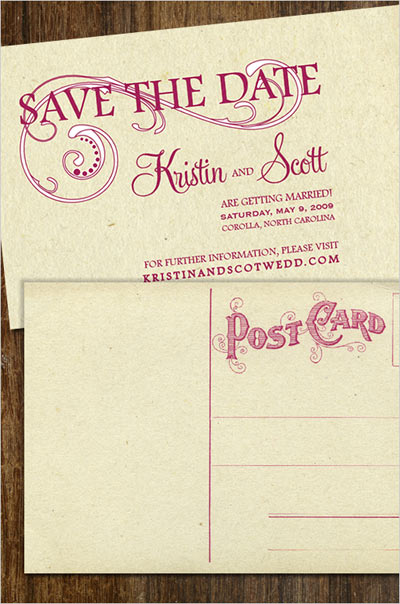 SAVE THE DATE
Kristin AND Scott
ARE GETTING MARRIED!
SATURDAY, MAY 9, 2009
COROLLA, NORTH CAROLINA
FOR FURTHER INFORMATION, PLEASE VISIT
KRISTINANDSCOTWEDD.COM
POST CARD